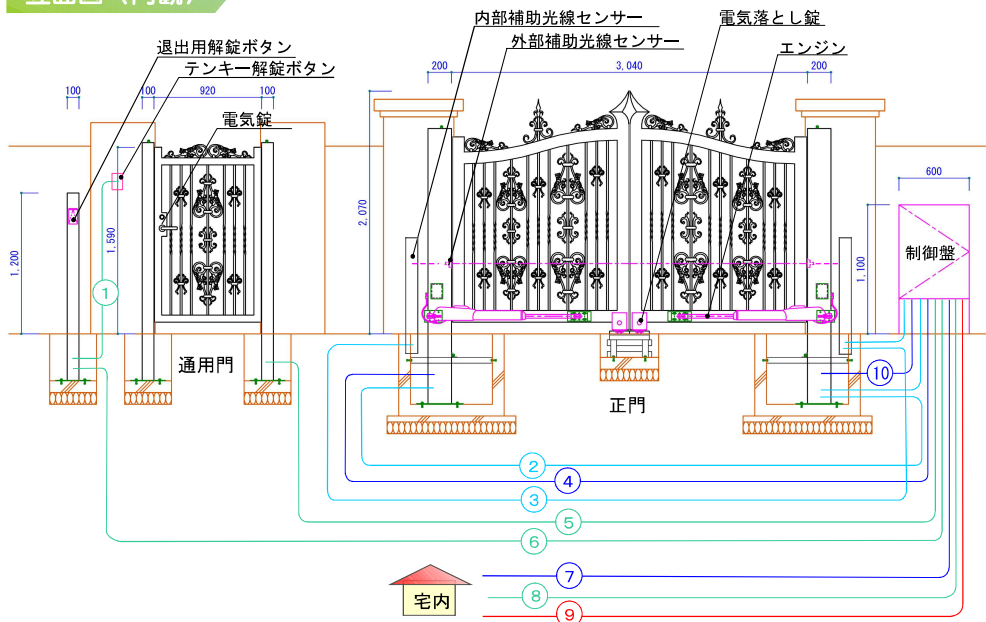 内部補助光線センサー
電気落とし錠
退出用解錠ボタン
外部補助光線センサー
エンジン
テンキー解錠ボタン
200
3,040
200
100
100
920
100
電気錠
600
2,070
制御盤
1,200
1,590
1,100
①
通用門
正門
⑩
②
④
③
⑤
⑥
⑦
宅内
⑧
⑨